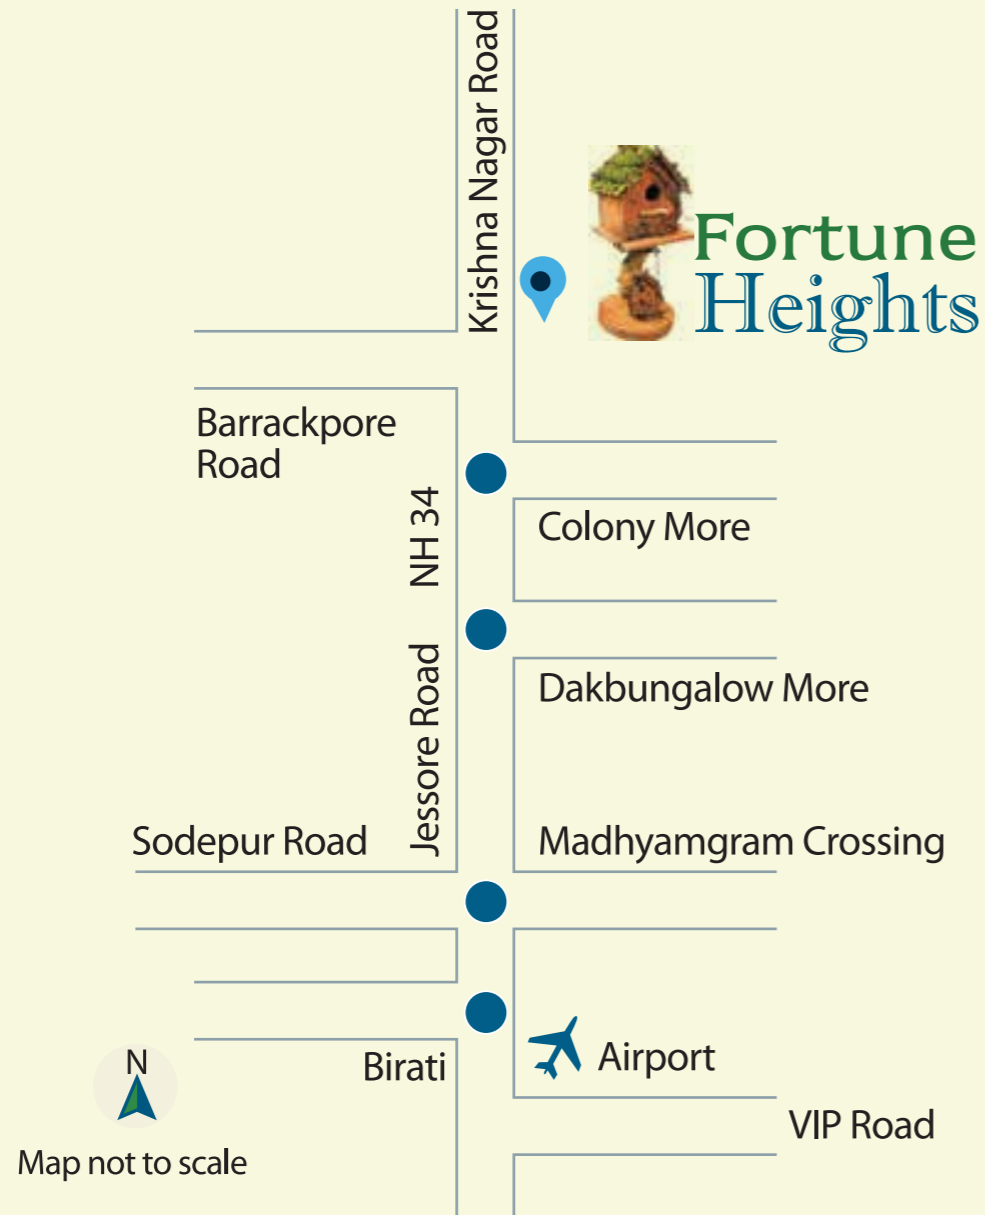 Krishna Nagar Road
Fortune
Heights
Barrackpore
Road
NH 34
Colony More
Jessore Road
Dakbungalow More
Sodepur Road
Madhyamgram Crossing
Birati
Airport
VIP Road
N
Map not to scale